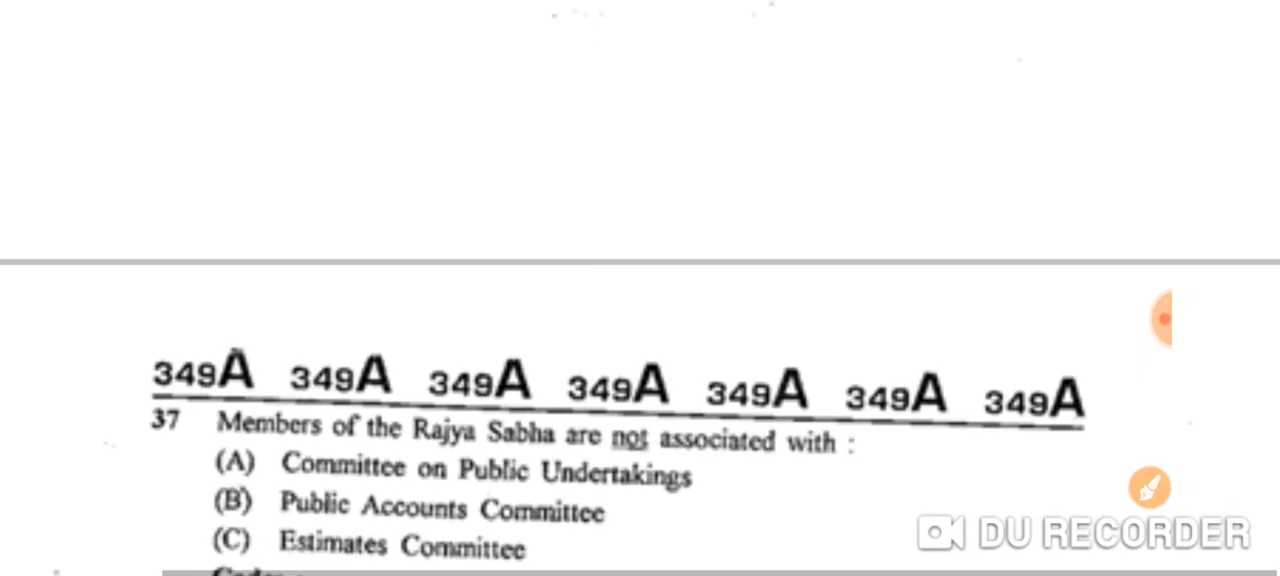 349A 349A 349A 349A 349A 349A 349A
37 Members of the Rajya Sabha are not associated with :
(A) Committee on Public Undertakings
(B) Public Accounts Committee
(C) Estimates Committee
DU RECORDER